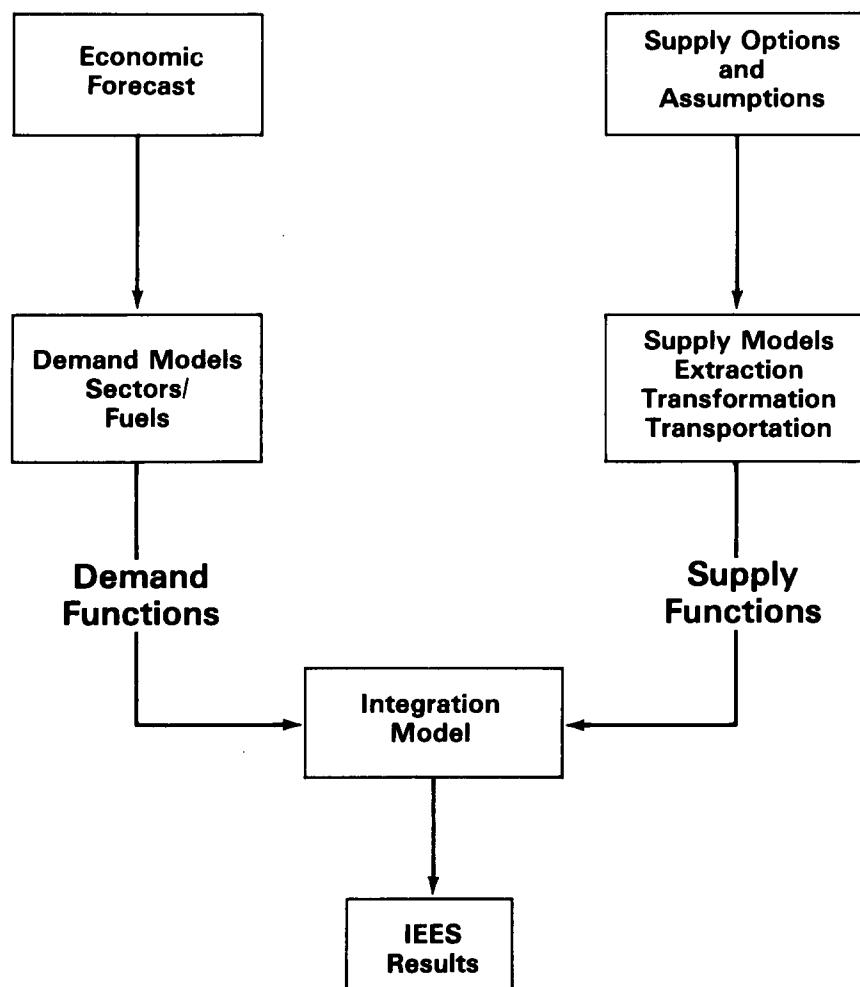 Economic
Forecast
Supply Options
and
Assumptions
Demand Models
Sectors/
Fuels
Supply Models
Extraction
Transformation
Transportation
Demand
Functions
Supply
Functions
Integration
Model
IEES
Results